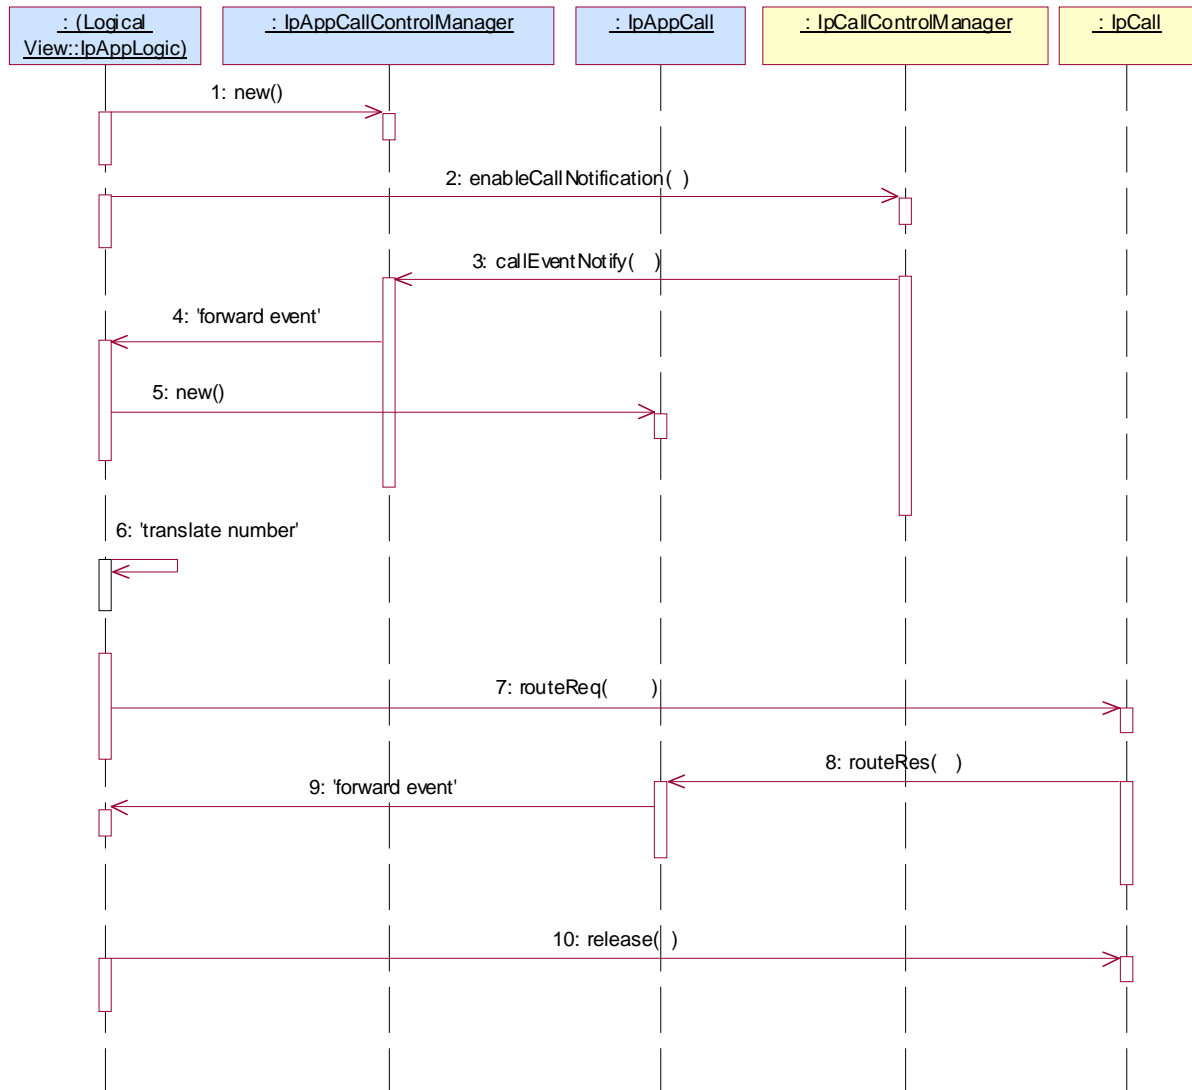 : (Logical
View::IpAppLogic)
: IpAppCallControlManager
: IpAppCall
: IpCallControlManager
: IpCall
1: new()
2: enableCallNotification( )
3: callEventNotify( )
4: 'forward event'
5: new()
6: 'translate number'
7: routeReq( )
8: routeRes( )
9: 'forward event'
10: release( )